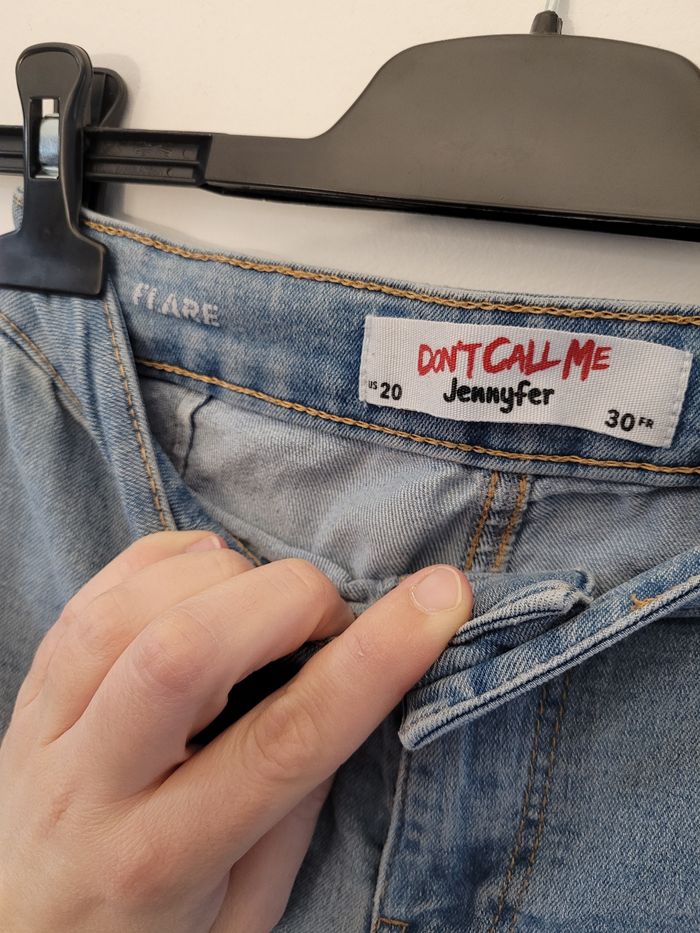 FLARE
DON'T CALL ME
Jennyfer
US 20
30 FR